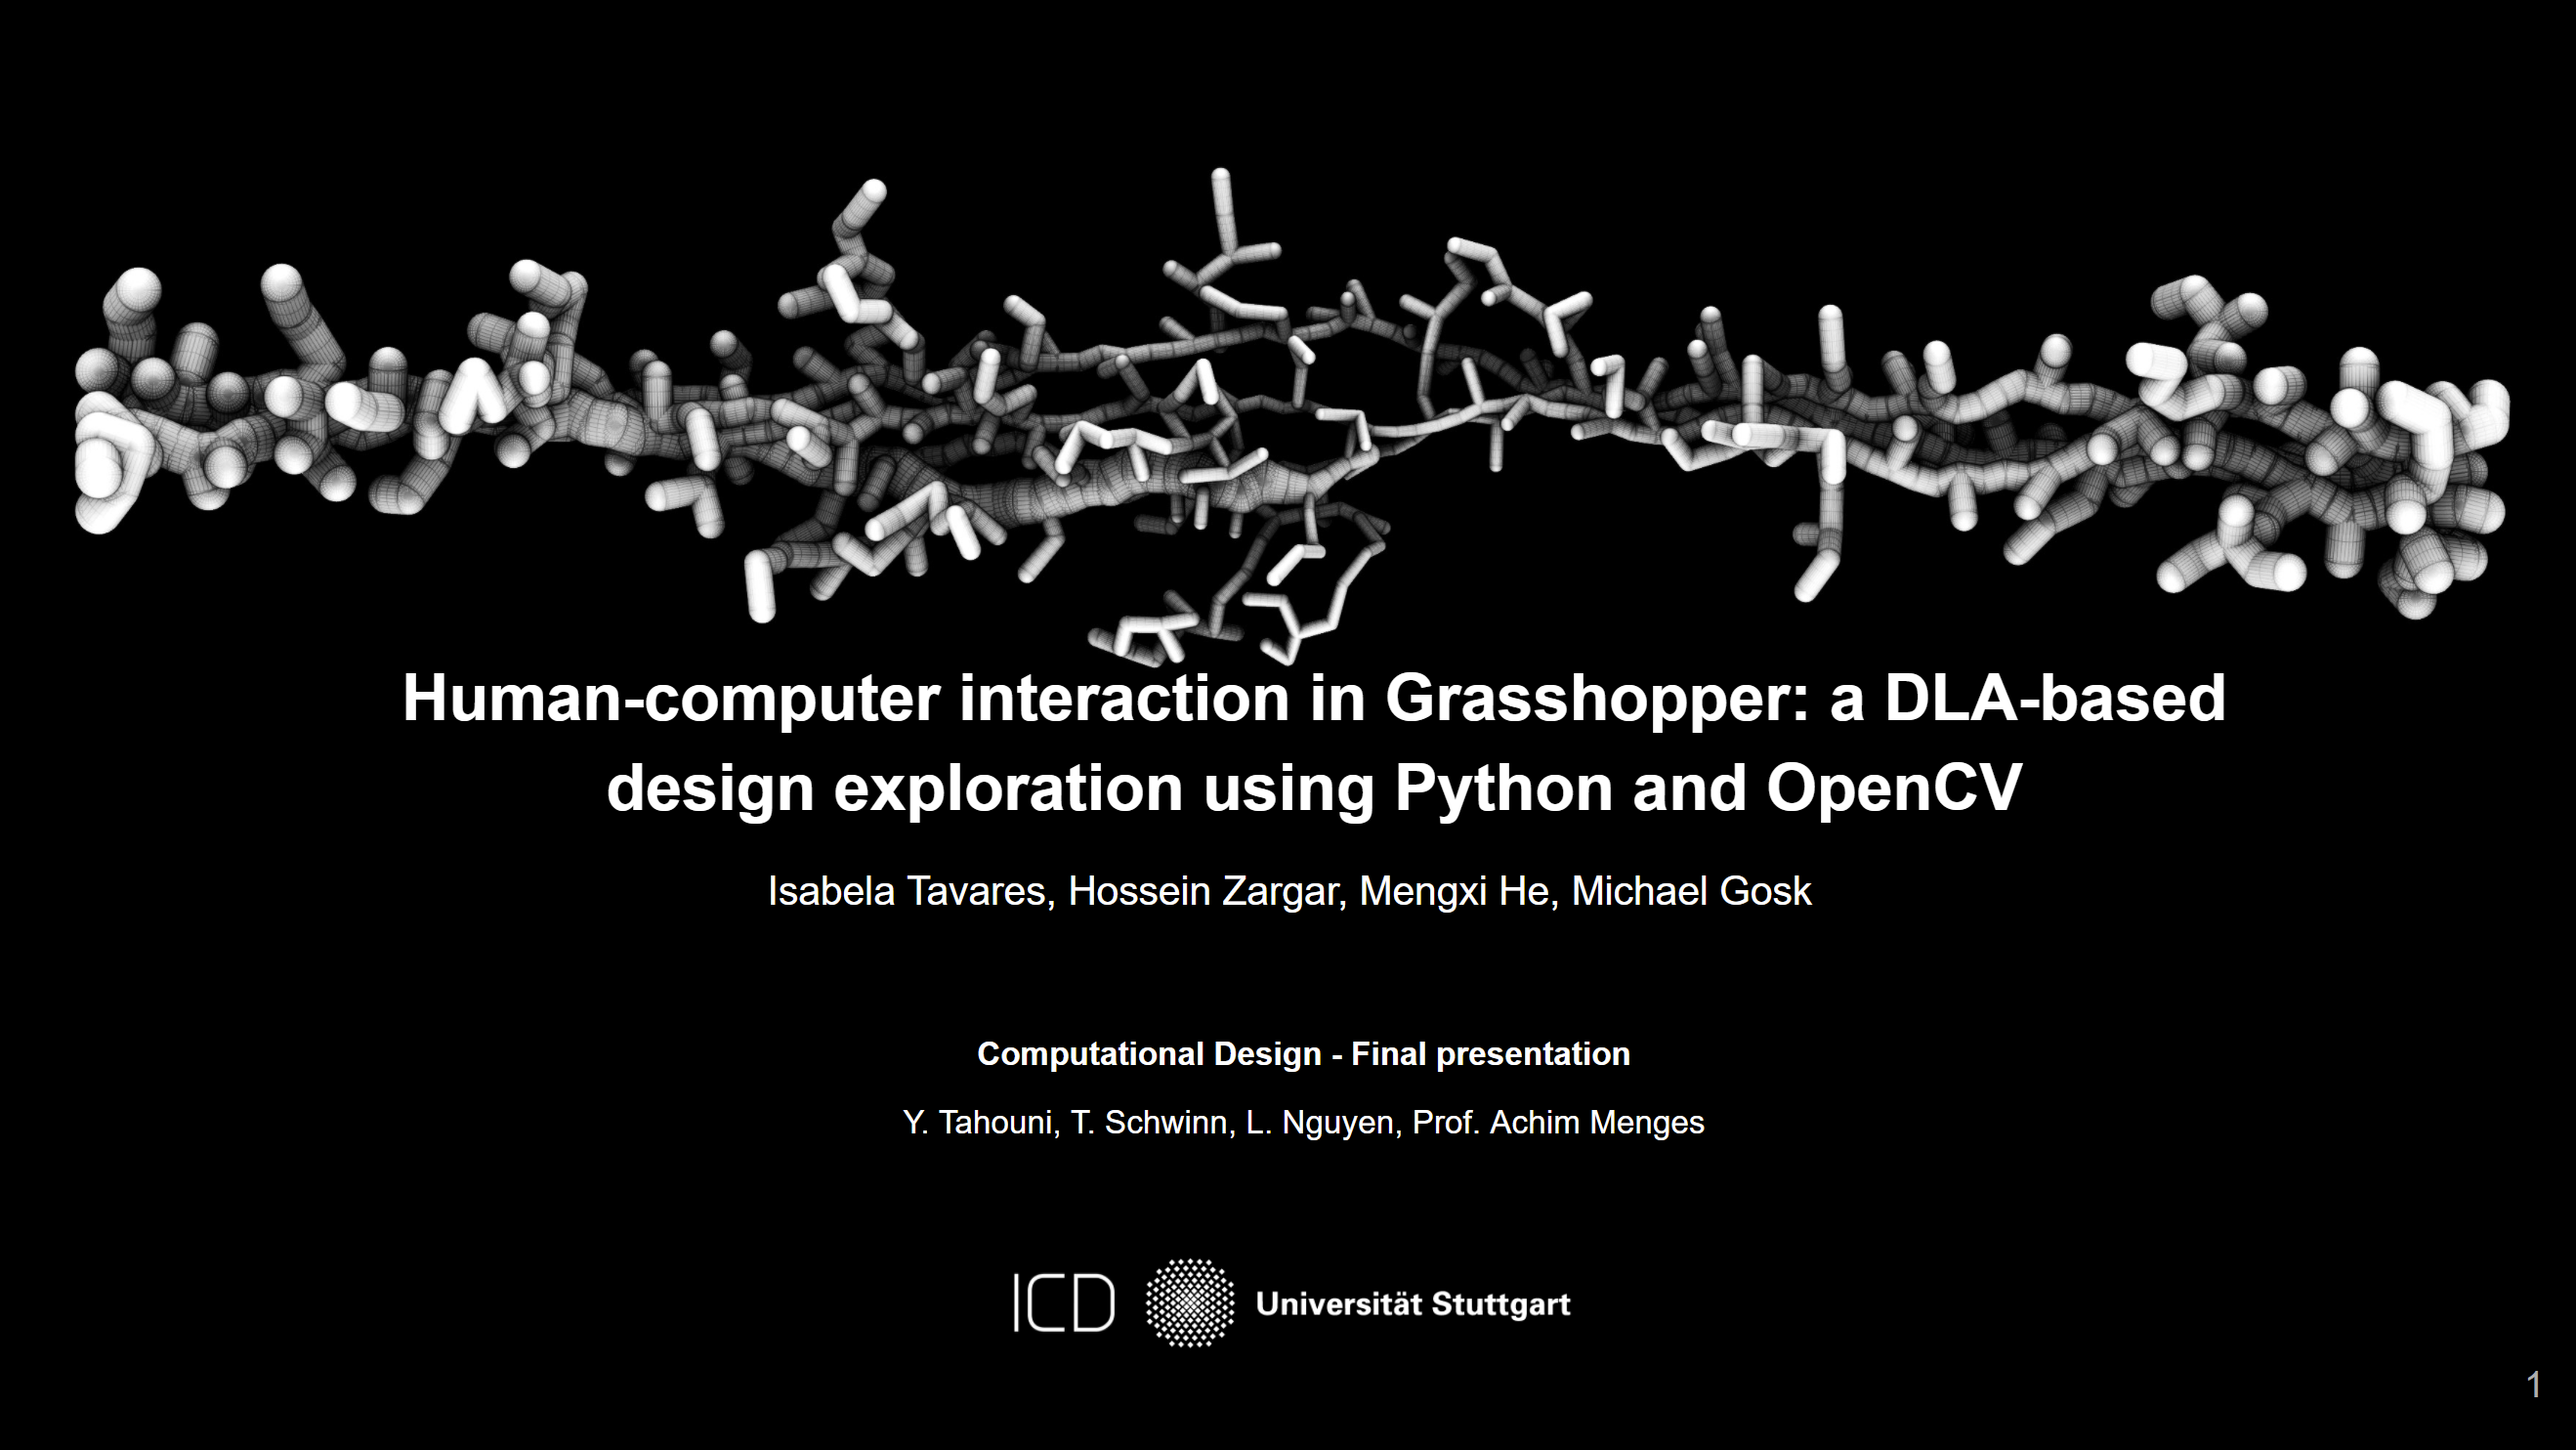 Human-computer interaction in Grasshopper: a DLA-based
design exploration using Python and OpenCV
Isabela Tavares, Hossein Zargar, Mengxi He, Michael Gosk
Computational Design - Final presentation
Y. Tahouni, T. Schwinn, L. Nguyen, Prof. Achim Menges
ICD Universität Stuttgart
1